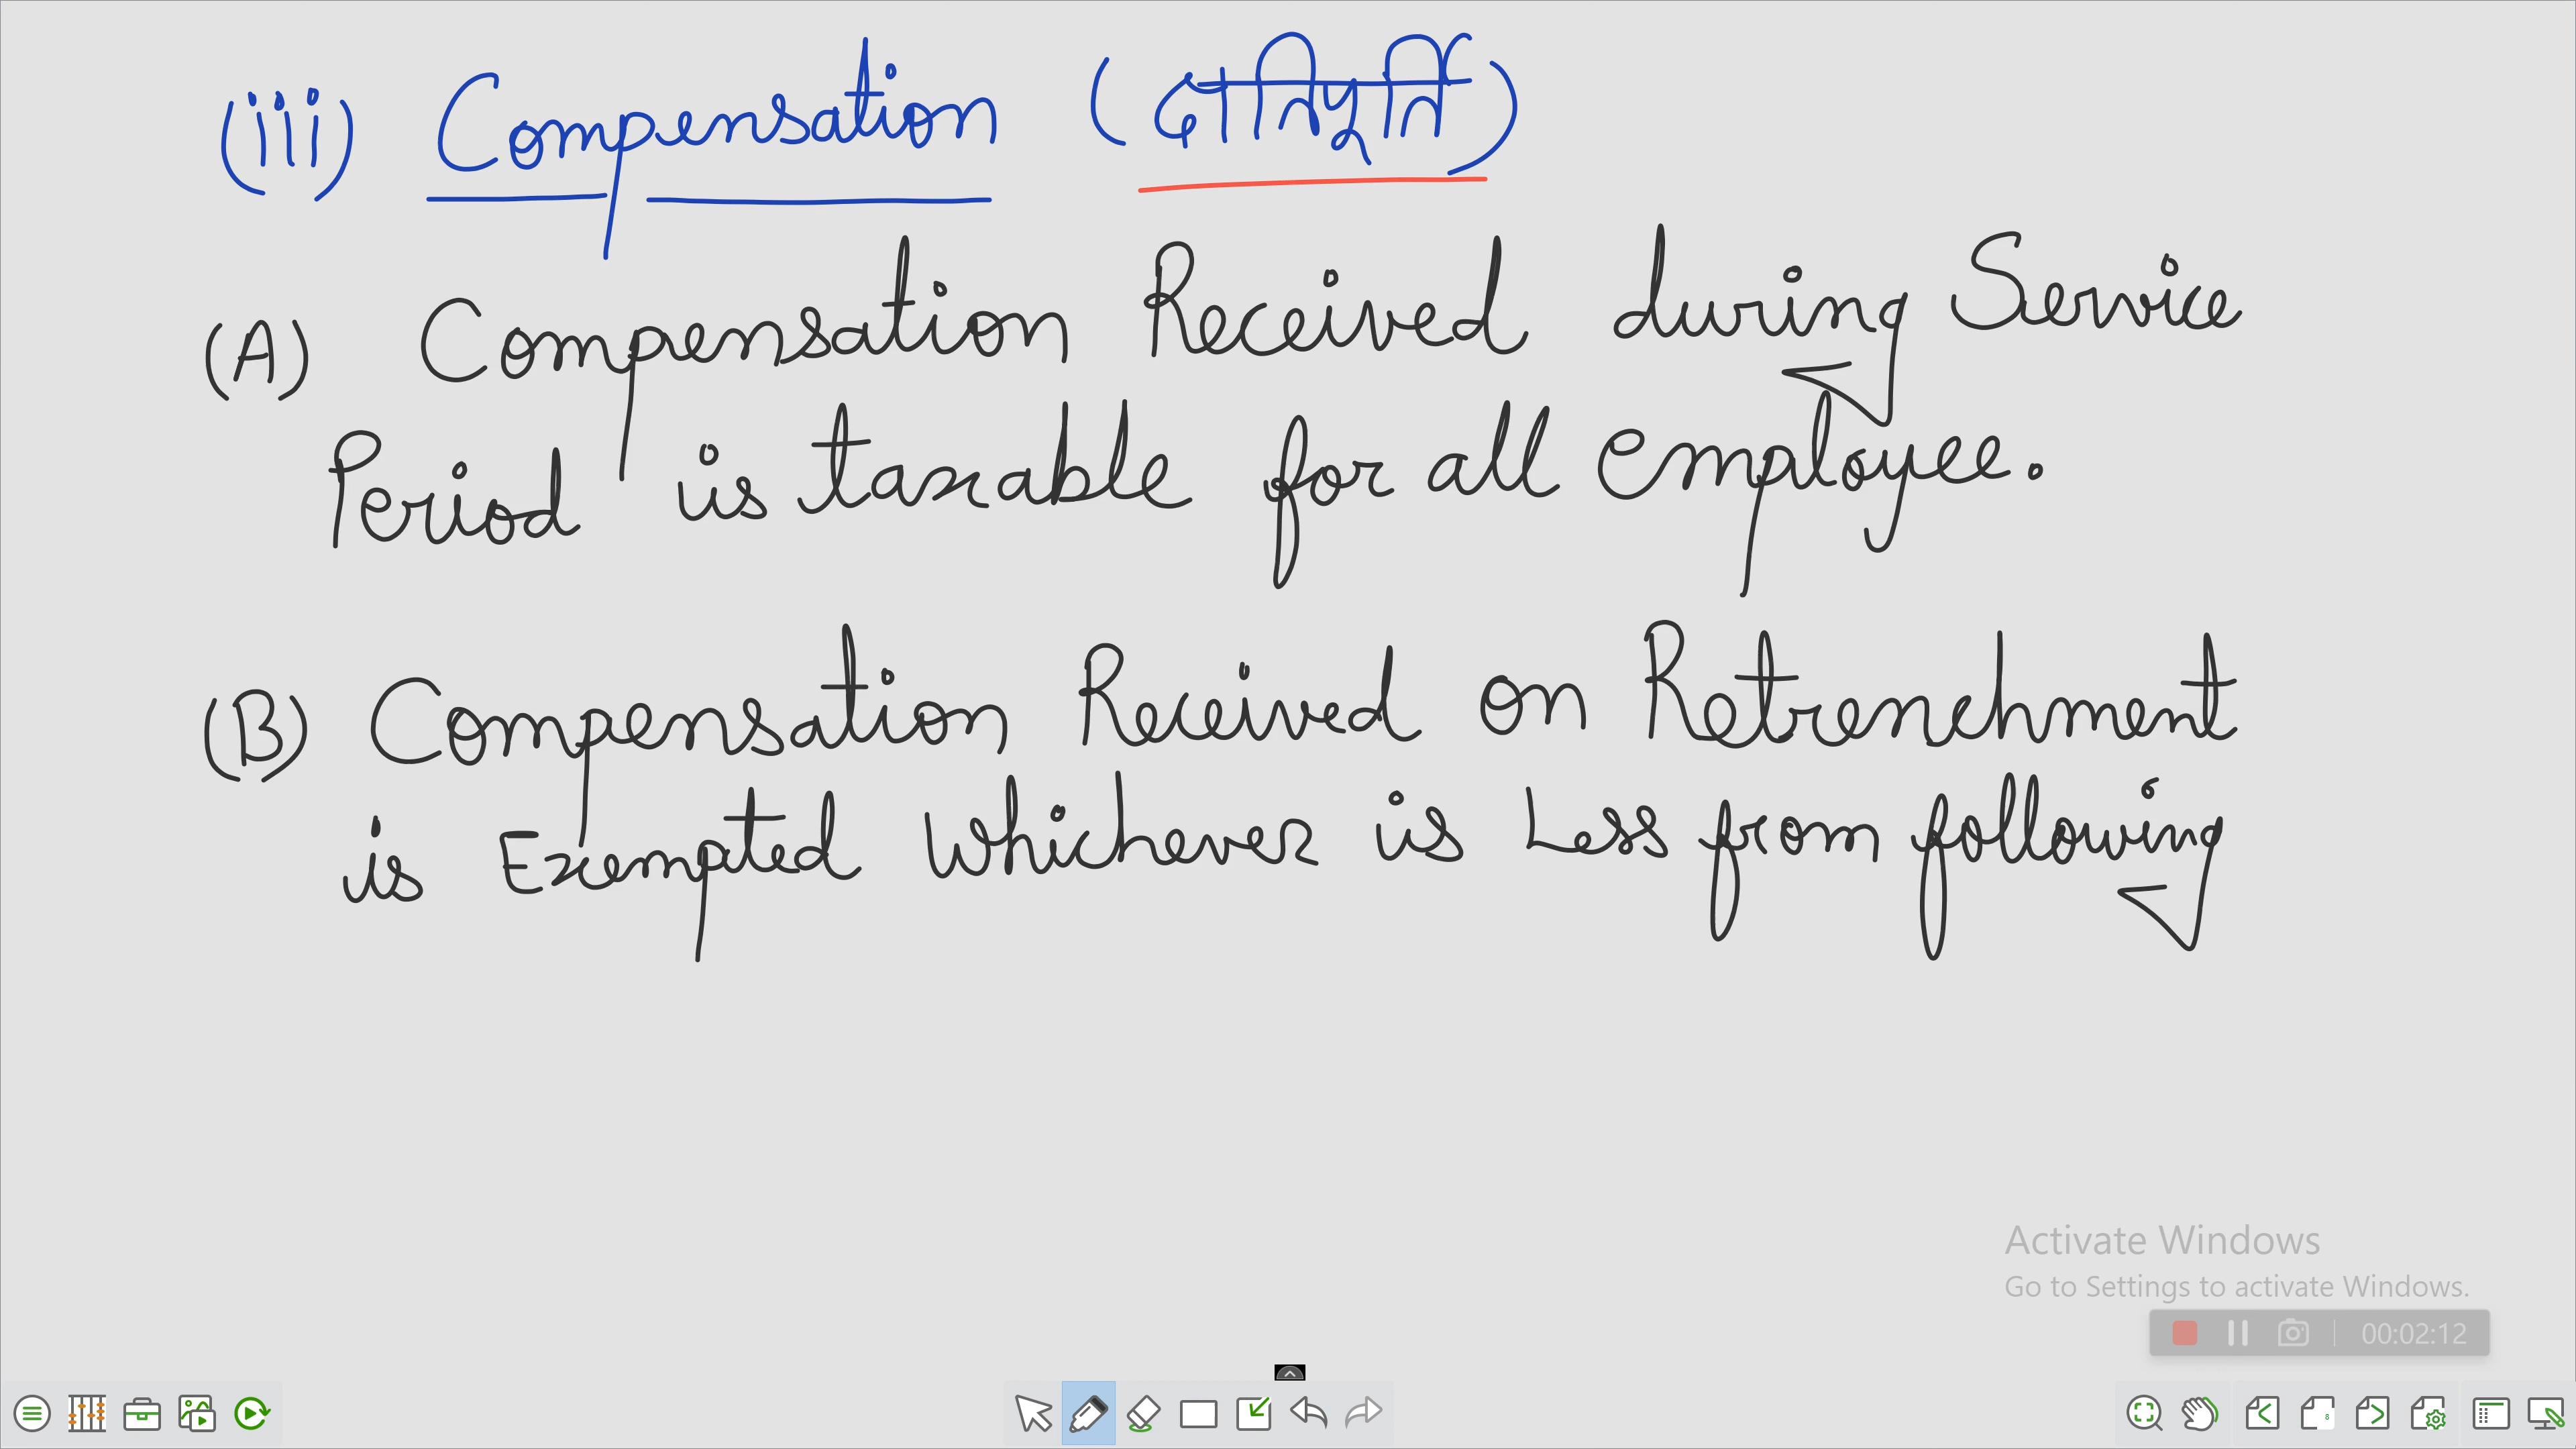 (iii) Compensation (क्षतिपूर्ति)
(A) Compensation Received during Service
Period is taxable for all employee.
(B) Compensation Received on Retrenchment
is Exempted Whichever is Less from following
Activate Windows
Go to Settings to activate Windows.
00:02:12